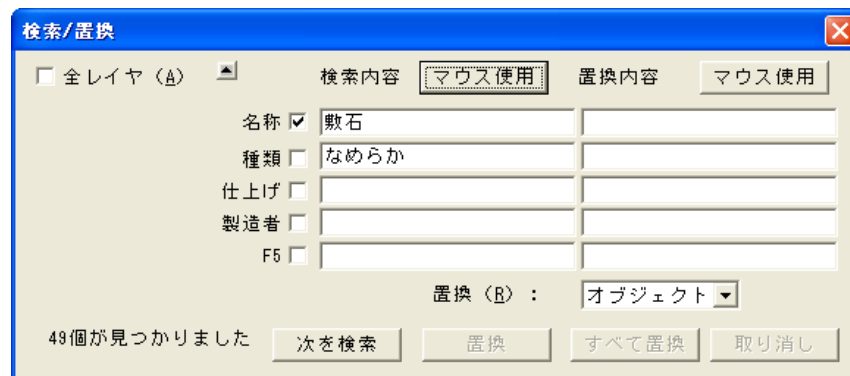 検索/置換
全レイヤ (A) 検索内容 マウス使用 置換内容 マウス使用
名称 敷石
種類 なめらか
仕上げ
製造者
F5
置換 (R) : オブジェクト
49個が見つかりました 次を検索 置換 すべて置換 取り消し